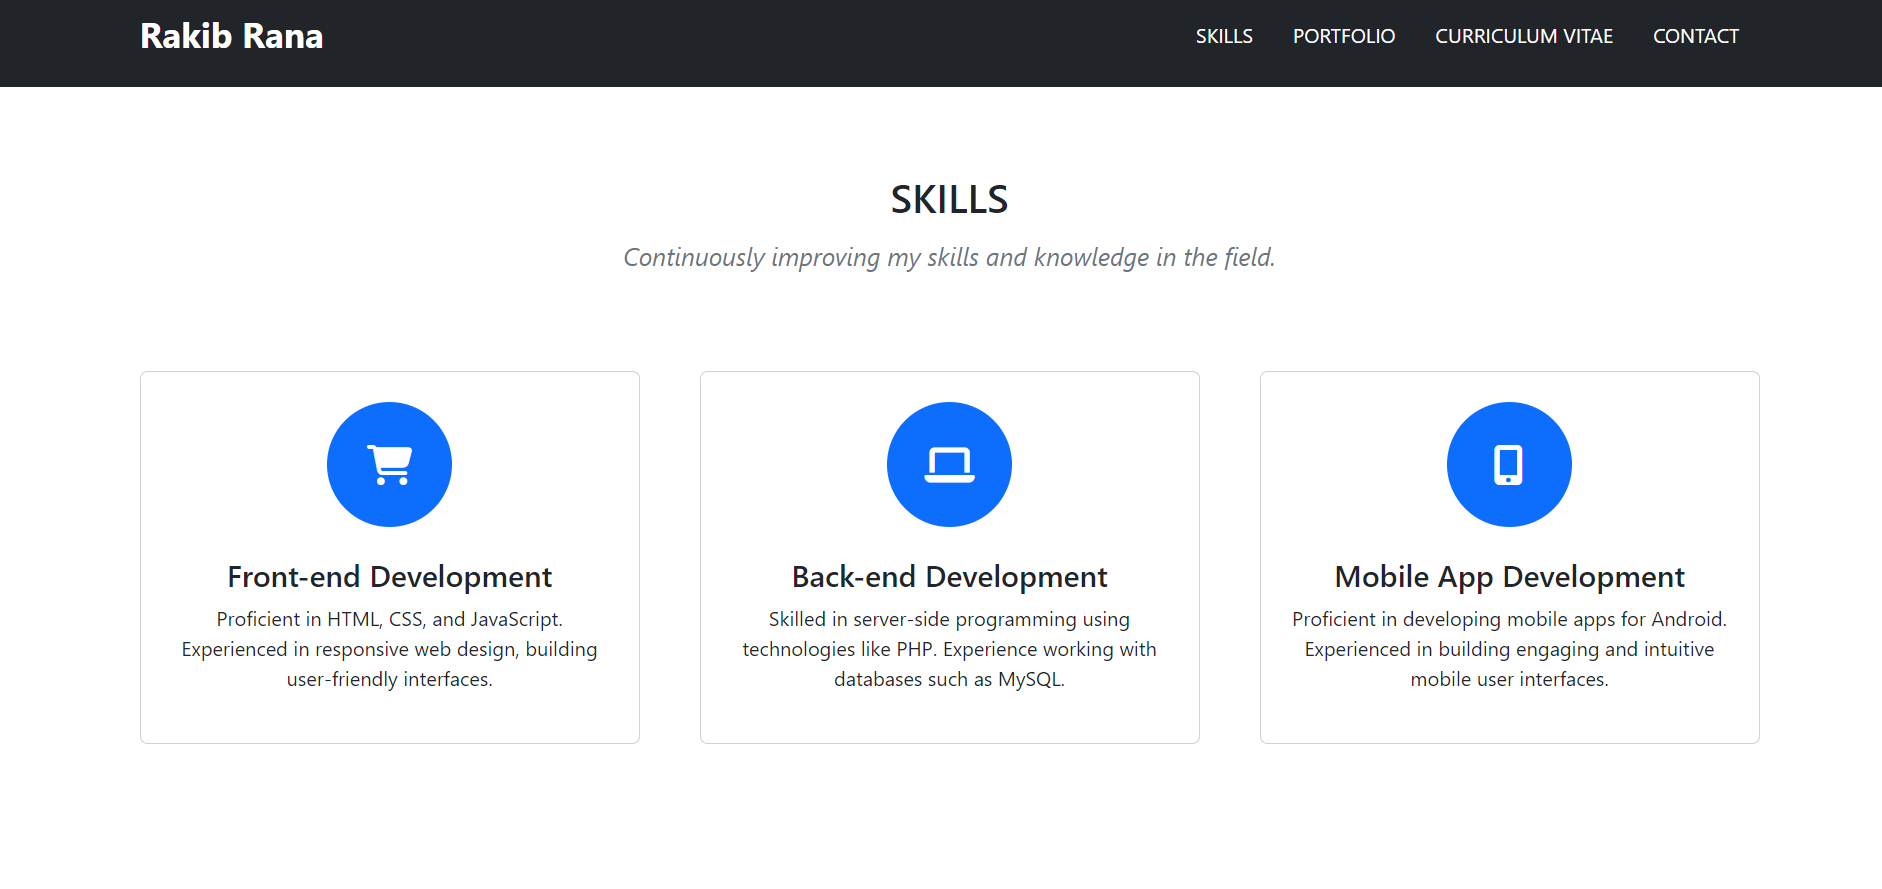 Rakib Rana
SKILLS PORTFOLIO CURRICULUM VITAE CONTACT
SKILLS
Continuously improving my skills and knowledge in the field.
Front-end Development
Proficient in HTML, CSS, and JavaScript.
Experienced in responsive web design, building
user-friendly interfaces.
Back-end Development
Skilled in server-side programming using
technologies like PHP. Experience working with
databases such as MySQL.
Mobile App Development
Proficient in developing mobile apps for Android.
Experienced in building engaging and intuitive
mobile user interfaces.